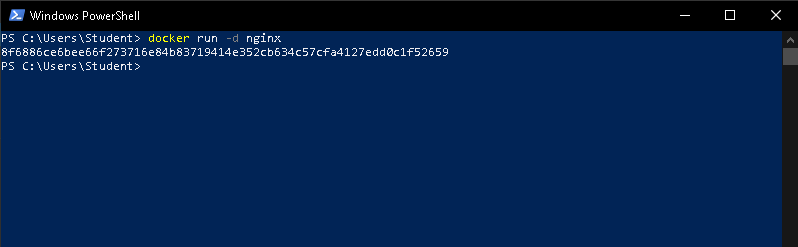 Windows PowerShell
PS C:\Users\Student> docker run -d nginx
8f6886ce6bee66f273716e84b83719414e352cb634c57cfa4127edd0c1f52659
PS C:\Users\Student>